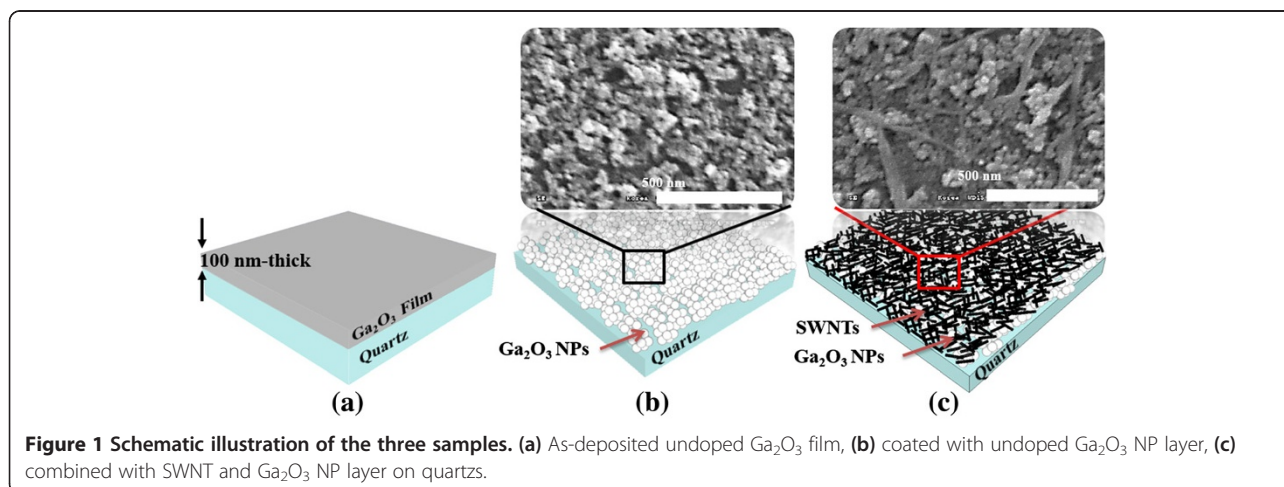 500 nm
500 nm
100 nm-thick
Ga₂O₃ Film
Quartz
Ga₂O₃ NPs
Quartz
SWNTs
Ga₂O₃ NPs
Quartz
(a)
(b)
(c)
Figure 1 Schematic illustration of the three samples. (a) As-deposited undoped Ga₂O₃ film, (b) coated with undoped Ga₂O₃ NP layer, (c)
combined with SWNT and Ga₂O₃ NP layer on quartzs.